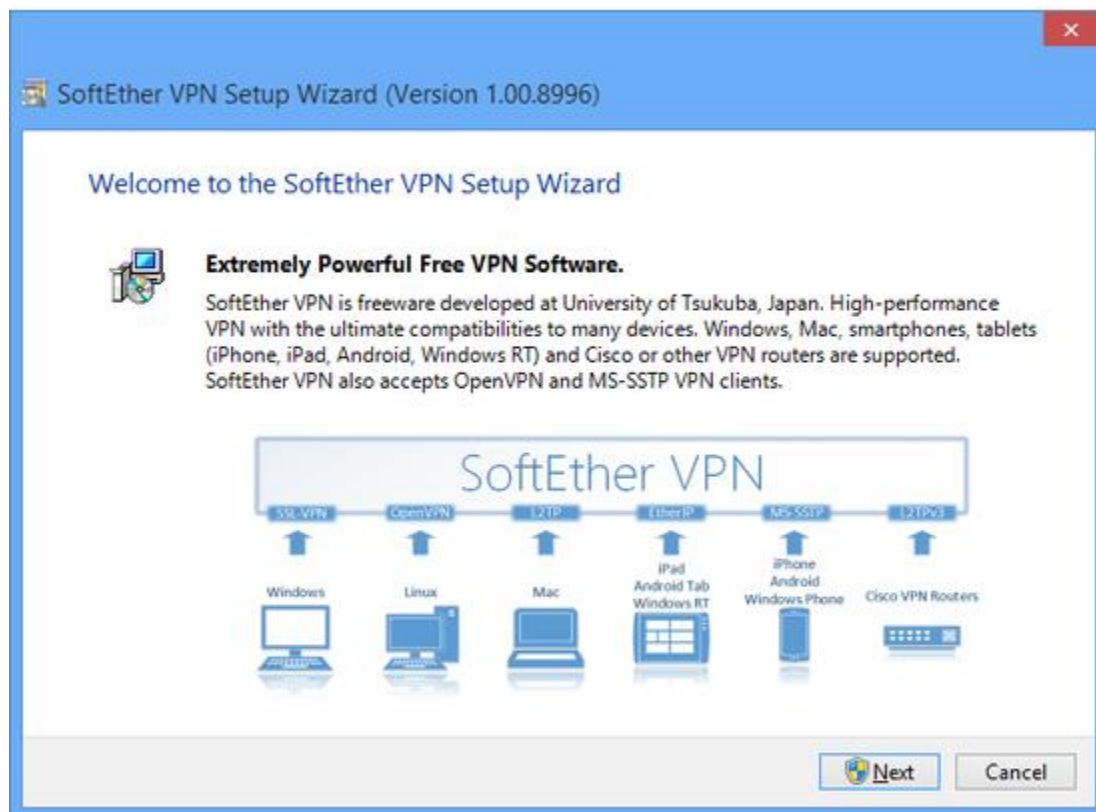 SoftEther VPN Setup Wizard (Version 1.00.8996)
Welcome to the SoftEther VPN Setup Wizard
Extremely Powerful Free VPN Software.
SoftEther VPN is freeware developed at University of Tsukuba, Japan. High-performance
VPN with the ultimate compatibilities to many devices. Windows, Mac, smartphones, tablets
(iPhone, iPad, Android, Windows RT) and Cisco or other VPN routers are supported.
SoftEther VPN also accepts OpenVPN and MS-SSTP VPN clients.
SoftEther VPN
SSL-VPN OpenVPN L2TP EtherIP MS-SSTP L2TPv3
Windows
Linux
Mac
iPad
Android Tab
Windows RT
iPhone
Android
Windows Phone
Cisco VPN Routers
Next Cancel